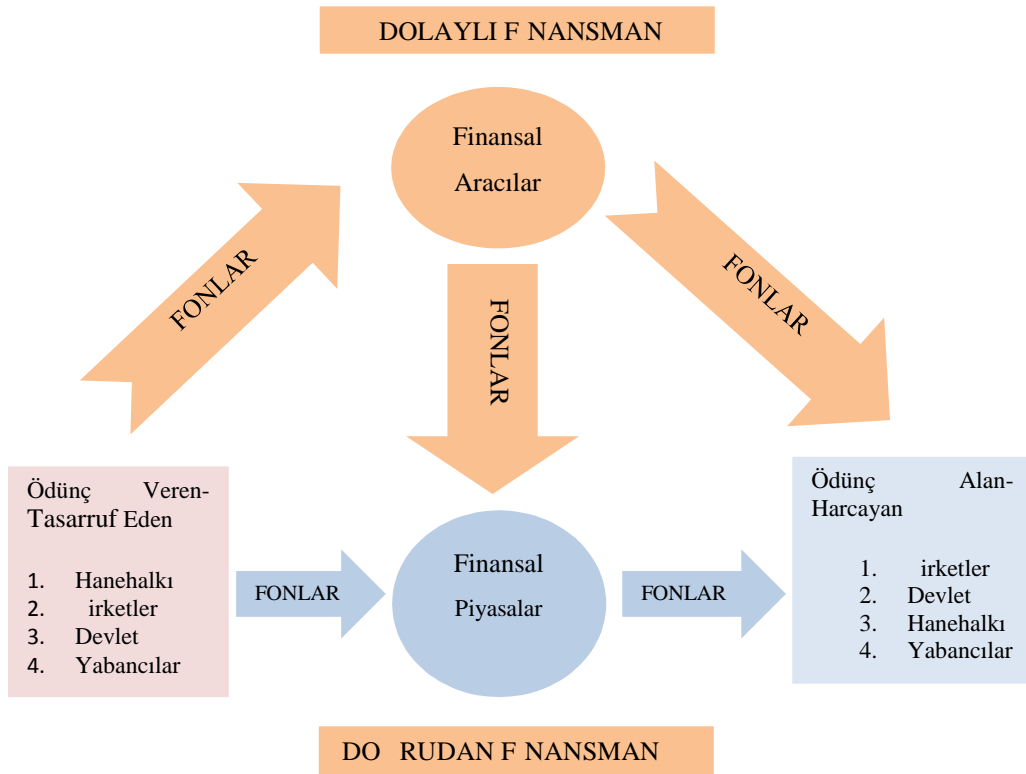 DOLAYLI F NANSMAN
Finansal
Aracılar
FONLAR
FONLAR
FONLAR
Ödünç Veren-
Tasarruf Eden
1. Hanehalkı
2. irketler
3. Devlet
4. Yabancılar
FONLAR
Finansal
Piyasalar
FONLAR
Ödünç Alan-
Harcayan
1. irketler
2. Devlet
3. Hanehalkı
4. Yabancılar
DO RUDAN F NANSMAN